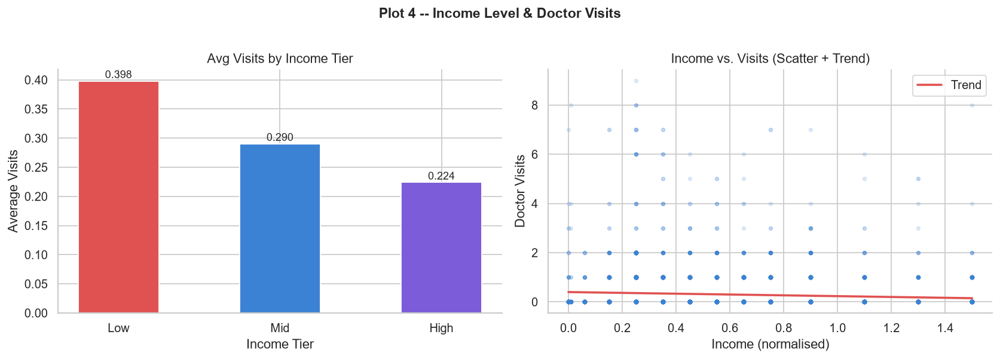 Plot 4 -- Income Level & Doctor Visits
Avg Visits by Income Tier
0.40
0.35
0.30
0.25
0.20
0.15
0.10
0.05
0.00
Average Visits
0.398
0.290
0.224
Low
Mid
High
Income Tier
Income vs. Visits (Scatter + Trend)
Trend
8
6
4
2
0
Doctor Visits
0.0
0.2
0.4
0.6
0.8
1.0
1.2
1.4
Income (normalised)